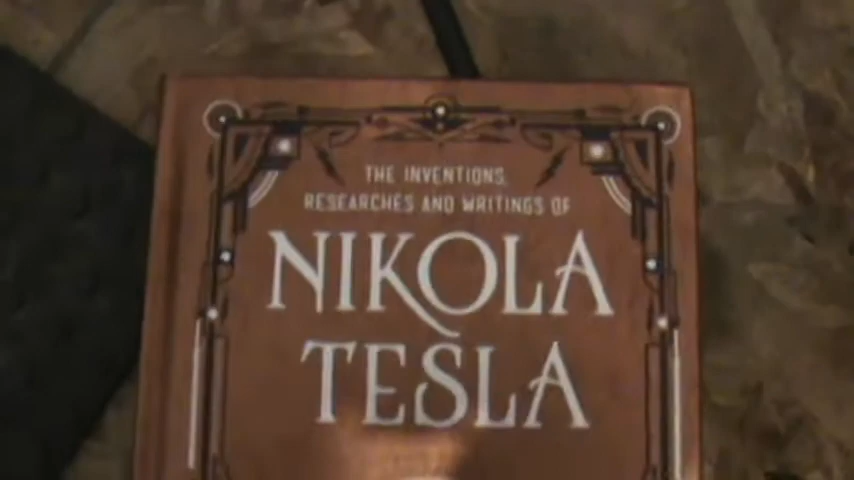 THE INVENTIONS,
RESEARCHES AND WRITINGS OF
NIKOLA
TESLA